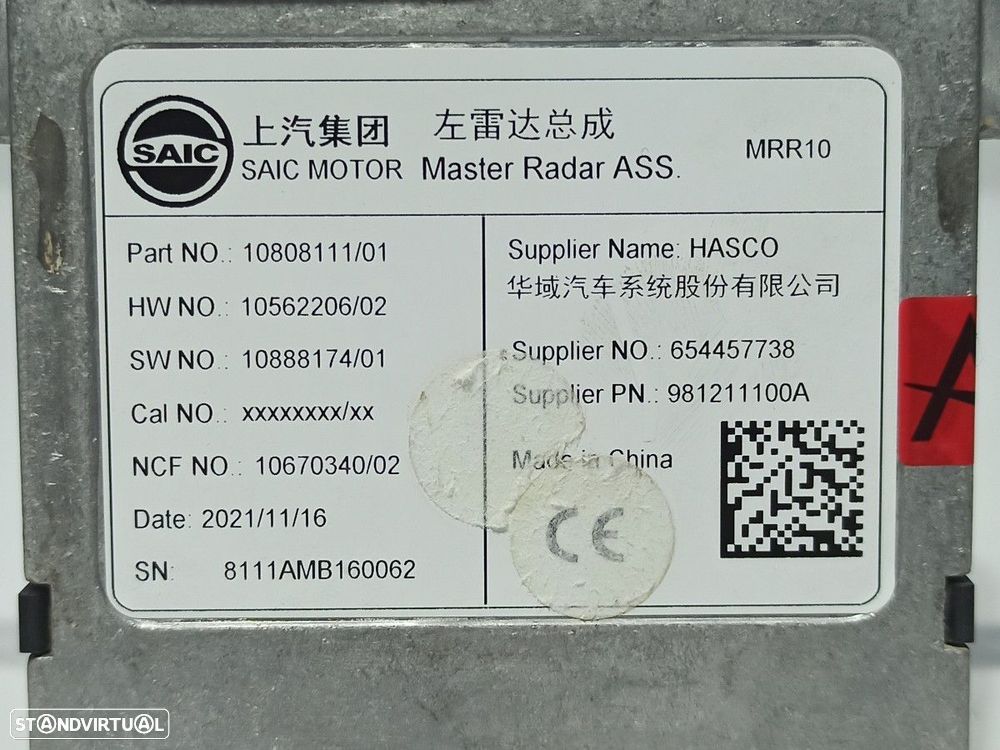 SAIC
上汽集团
SAIC MOTOR
左雷达总成
Master Radar ASS.
MRR10
Part NO.: 10808111/01
HW NO.: 10562206/02
SW NO.: 10888174/01
Cal NO.: xxxxxxxx/xx
NCF NO.: 10670340/02
Date: 2021/11/16
SN: 8111AMB160062
Supplier Name: HASCO
华域汽车系统股份有限公司
Supplier NO.: 654457738
Supplier PN.: 981211100A
Made in China
CE
A
STANDVIRTUAL